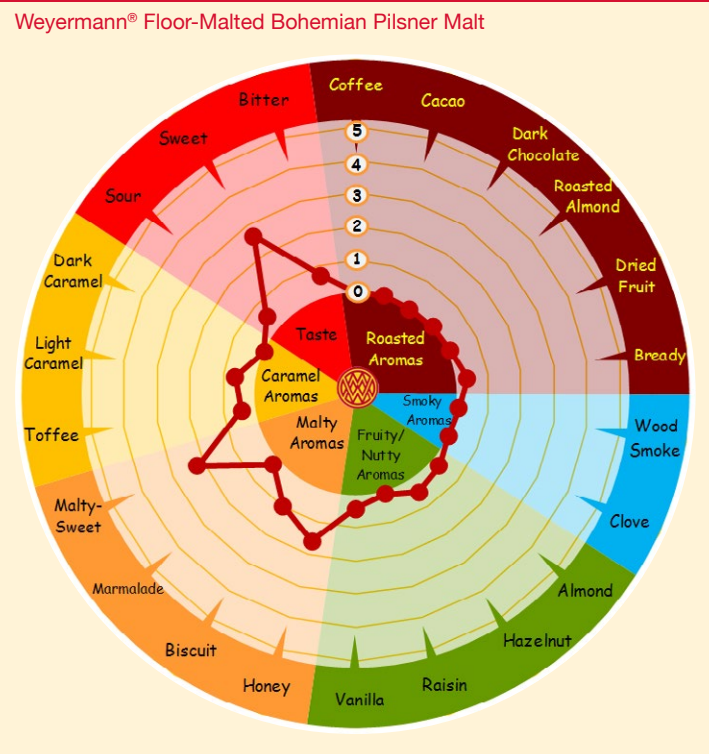 Weyermann® Floor-Malted Bohemian Pilsner Malt
Coffee
Cacao
Dark
Chocolate
Roasted
Almond
Dried
Fruit
Bready
Wood
Smoke
Clove
Almond
Hazelnut
Raisin
Vanilla
Honey
Biscuit
Marmalade
Malty-
Sweet
Toffee
Light
Caramel
Dark
Caramel
Sour
Sweet
Bitter
5
4
3
2
1
0
Taste
Roasted
Aromas
Caramel
Aromas
Smoky
Aromas
Malty
Aromas
Fruity/
Nutty
Aromas